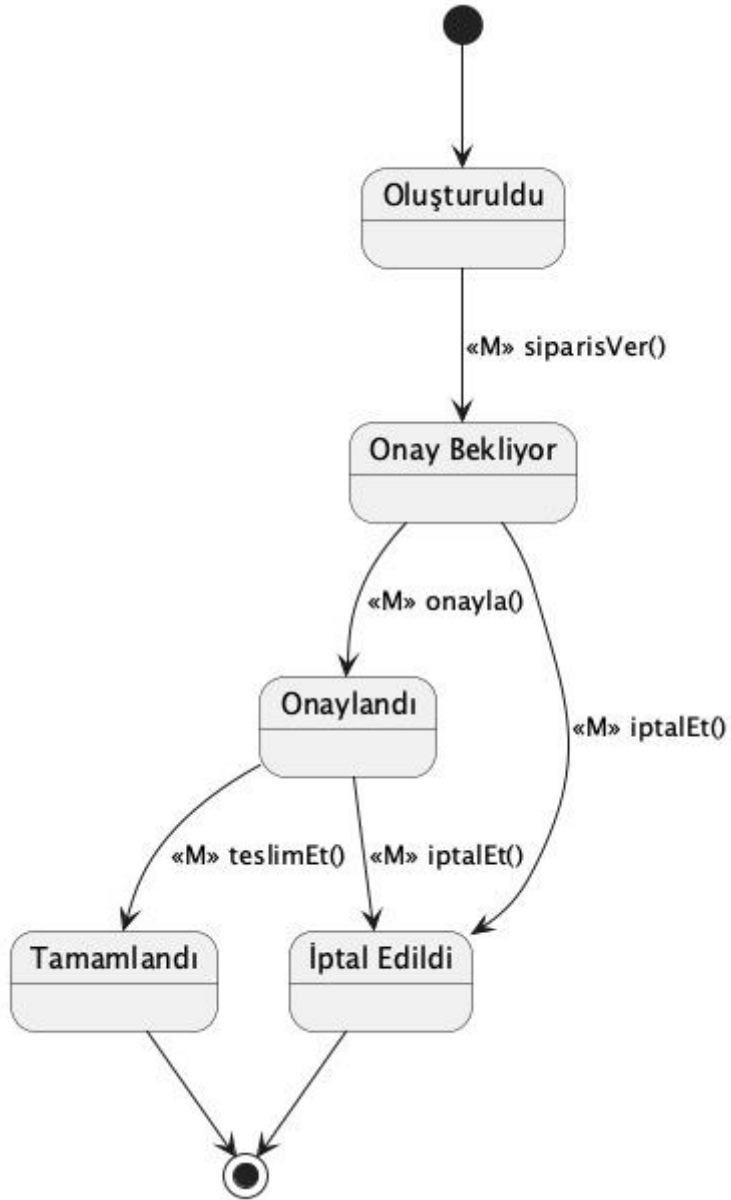 Oluşturuldu
«M» siparisVer()
Onay Bekliyor
«M» onayla()
Onaylandı
«M» iptalEt()
«M» teslimEt()
«M» iptalEt()
Tamamlandı
İptal Edildi